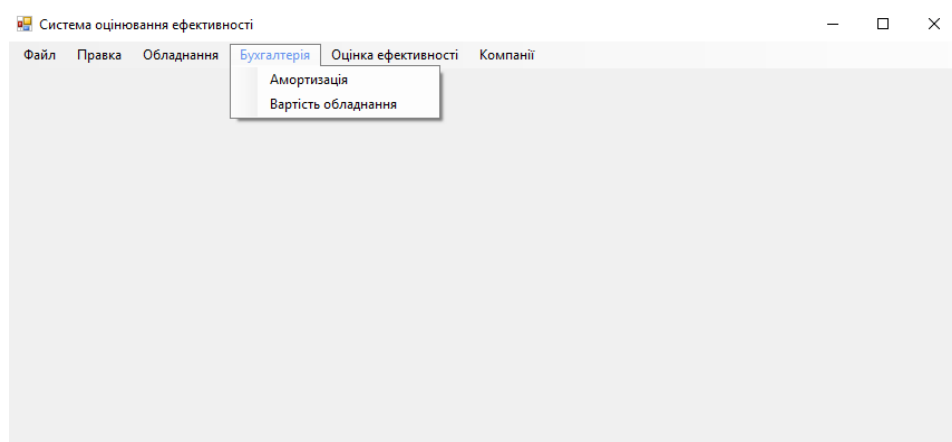 Система оцінювання ефективності
Файл Правка Обладнання Бухгалтерія Оцінка ефективності Компанії
Амортизація
Вартість обладнання